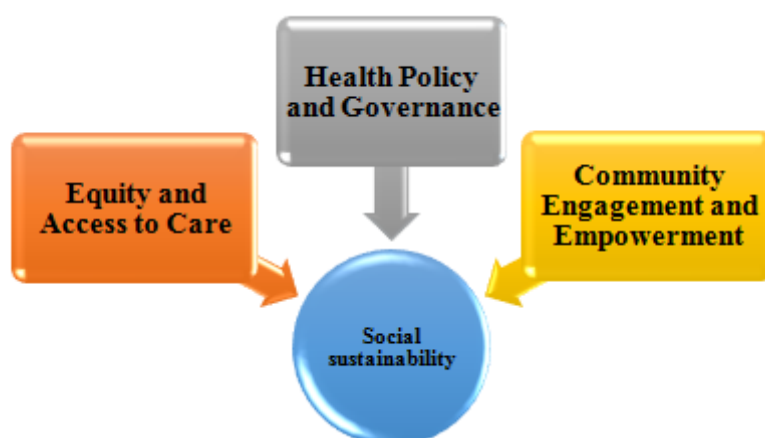 Health Policy
and Governance
Equity and
Access to Care
Community
Engagement and
Empowerment
Social
sustainability